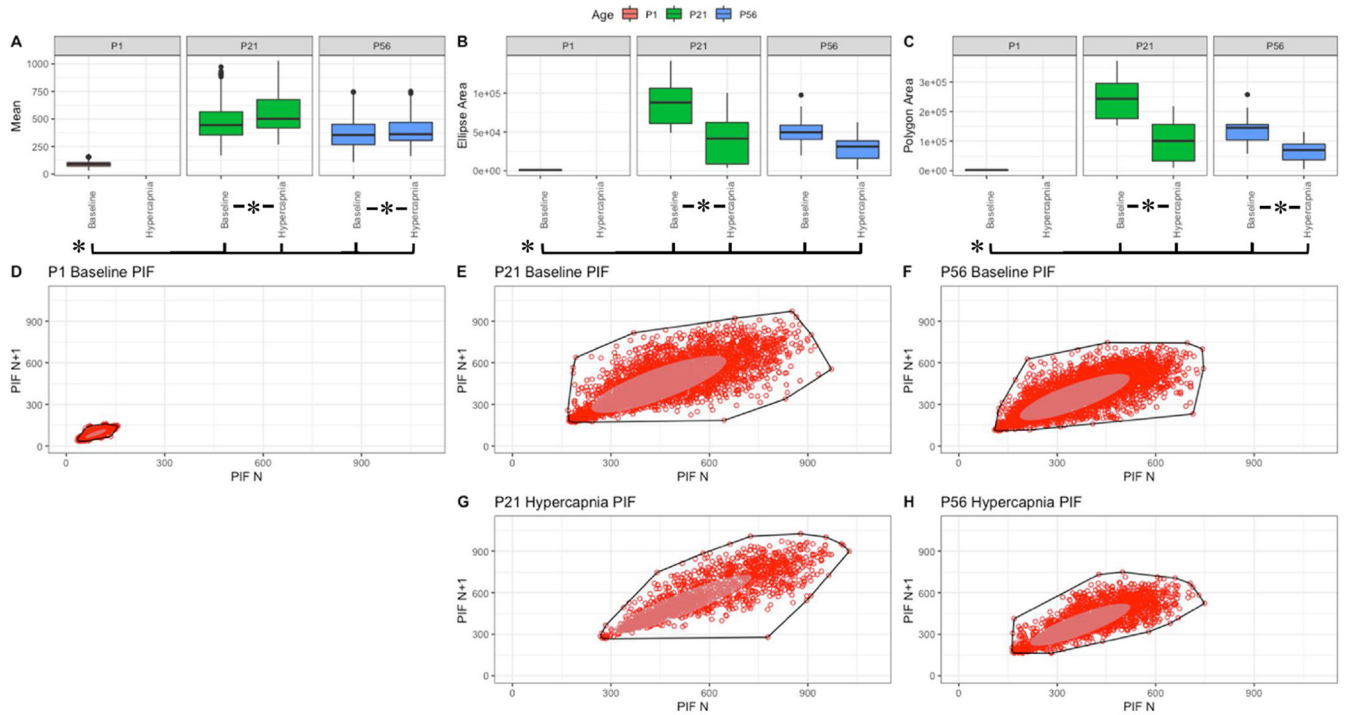 Age P1 P21 P56
A P1 P21 P56
Mean
1000
750
500
250
0
Baseline Hypercapnia Baseline -*- Hypercapnia Baseline -*- Hypercapnia
*
B P1 P21 P56
Ellipse Area
1e+05
5e+04
0e+00
Baseline Hypercapnia Baseline -*- Hypercapnia Baseline Hypercapnia
*
C P1 P21 P56
Polygon Area
3e+05
2e+05
1e+05
0e+00
Baseline Hypercapnia Baseline -*- Hypercapnia Baseline -*- Hypercapnia
*
D P1 Baseline PIF
PIF N+1
900
600
300
0
0 300 600 900
PIF N
E P21 Baseline PIF
PIF N+1
900
600
300
0
0 300 600 900
PIF N
F P56 Baseline PIF
PIF N+1
900
600
300
0
0 300 600 900
PIF N
G P21 Hypercapnia PIF
PIF N+1
900
600
300
0
0 300 600 900
PIF N
H P56 Hypercapnia PIF
PIF N+1
900
600
300
0
0 300 600 900
PIF N